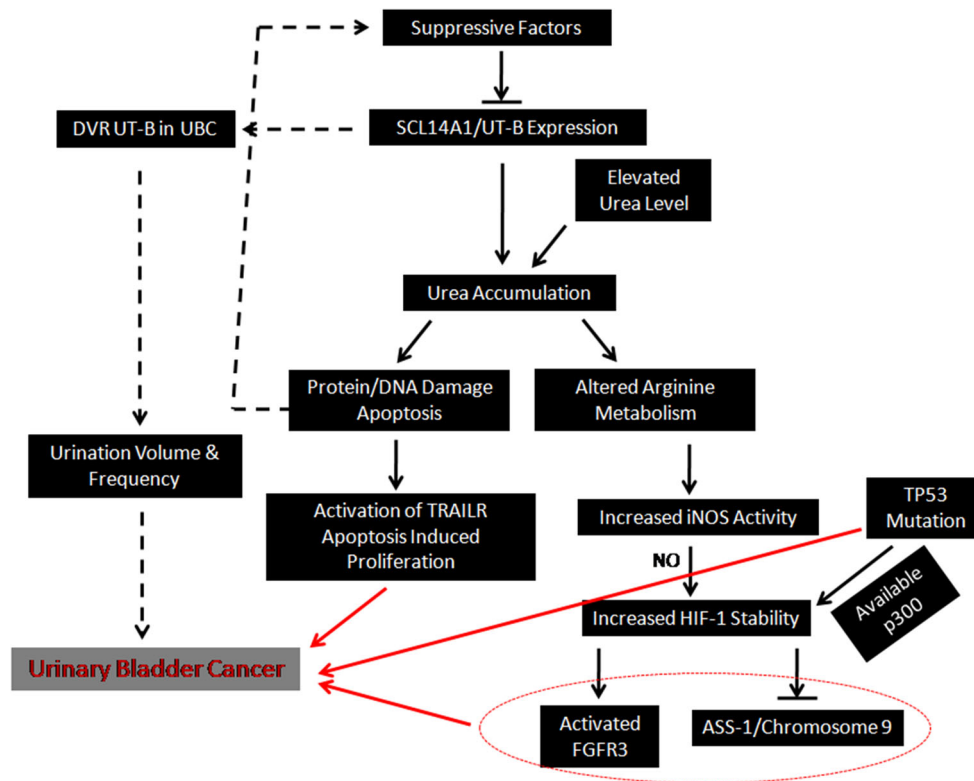 Suppressive Factors
DVR UT-B in UBC
SCL14A1/UT-B Expression
Elevated
Urea Level
Urea Accumulation
Protein/DNA Damage
Apoptosis
Altered Arginine
Metabolism
Urination Volume &
Frequency
Activation of TRAILR
Apoptosis Induced
Proliferation
Increased iNOS Activity
TP53
Mutation
NO
Available
p300
Increased HIF-1 Stability
Urinary Bladder Cancer
Activated
FGFR3
ASS-1/Chromosome 9